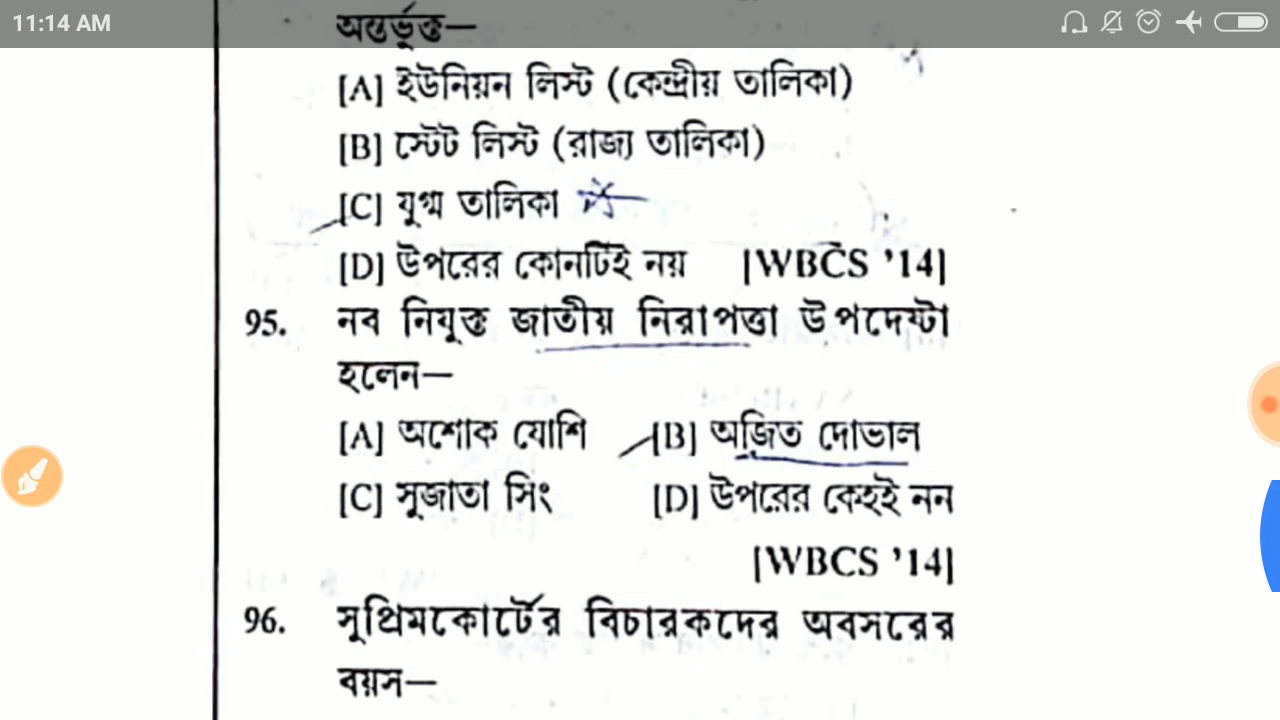 11:14 AM
অন্তর্ভুক্ত—
[A] ইউনিয়ন লিস্ট (কেন্দ্রীয় তালিকা)
[B] স্টেট লিস্ট (রাজ্য তালিকা)
[C] যুগ্ম তালিকা
[D] উপরের কোনটিই নয় [WBCS '14]
95. নব নিযুক্ত জাতীয় নিরাপত্তা উপদেষ্টা
হলেন—
[A] অশোক যোশি [B] অজিত দোভাল
[C] সুজাতা সিং [D] উপরের কেহই নন
[WBCS '14]
96. সুপ্রিমকোর্টের বিচারকদের অবসরের
বয়স—